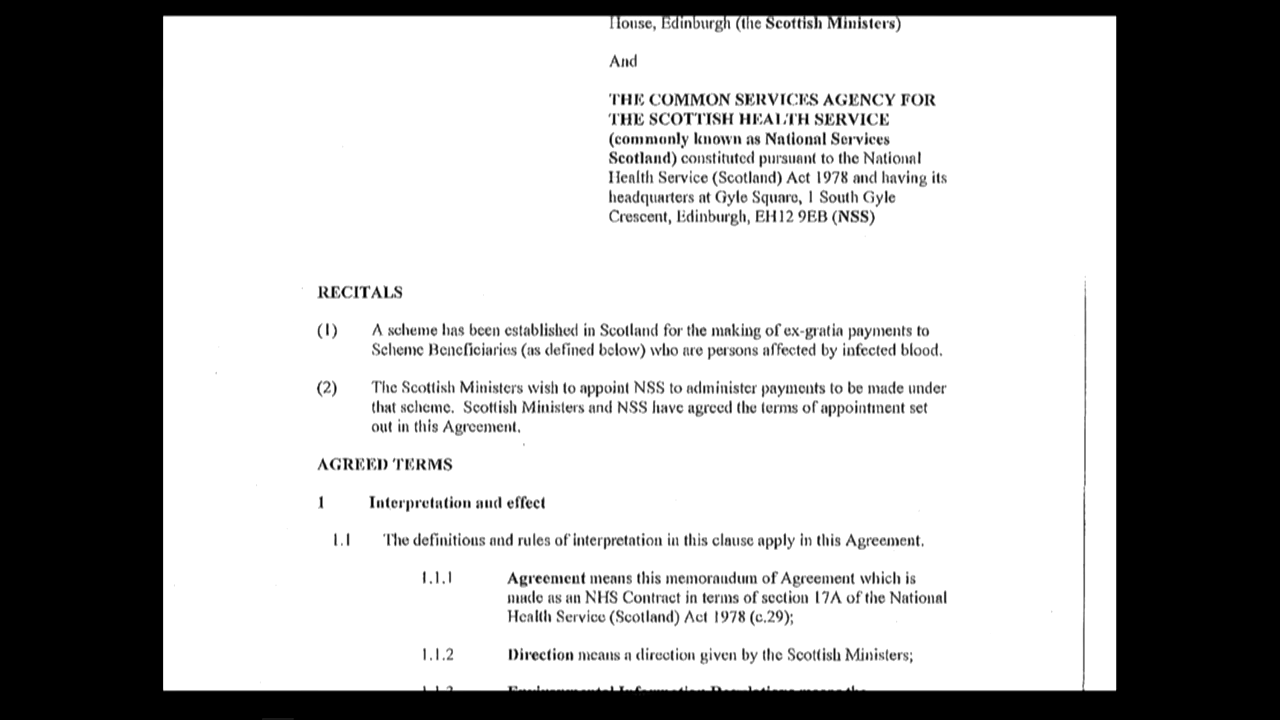 House, Edinburgh (the Scottish Ministers)
And
THE COMMON SERVICES AGENCY FOR
THE SCOTTISH HEALTH SERVICE
(commonly known as National Services
Scotland) constituted pursuant to the National
Health Service (Scotland) Act 1978 and having its
headquarters at Gyle Square, 1 South Gyle
Crescent, Edinburgh, EH12 9EB (NSS)
RECITALS
(1) A scheme has been established in Scotland for the making of ex-gratia payments to
Scheme Beneficiaries (as defined below) who are persons affected by infected blood.
(2) The Scottish Ministers wish to appoint NSS to administer payments to be made under
that scheme. Scottish Ministers and NSS have agreed the terms of appointment set
out in this Agreement.
AGREED TERMS
1 Interpretation and effect
1.1 The definitions and rules of interpretation in this clause apply in this Agreement.
1.1.1 Agreement means this memorandum of Agreement which is
made as an NHS Contract in terms of section 17A of the National
Health Service (Scotland) Act 1978 (c.29);
1.1.2 Direction means a direction given by the Scottish Ministers;
1.1.3 Environmental Information Regulations means the